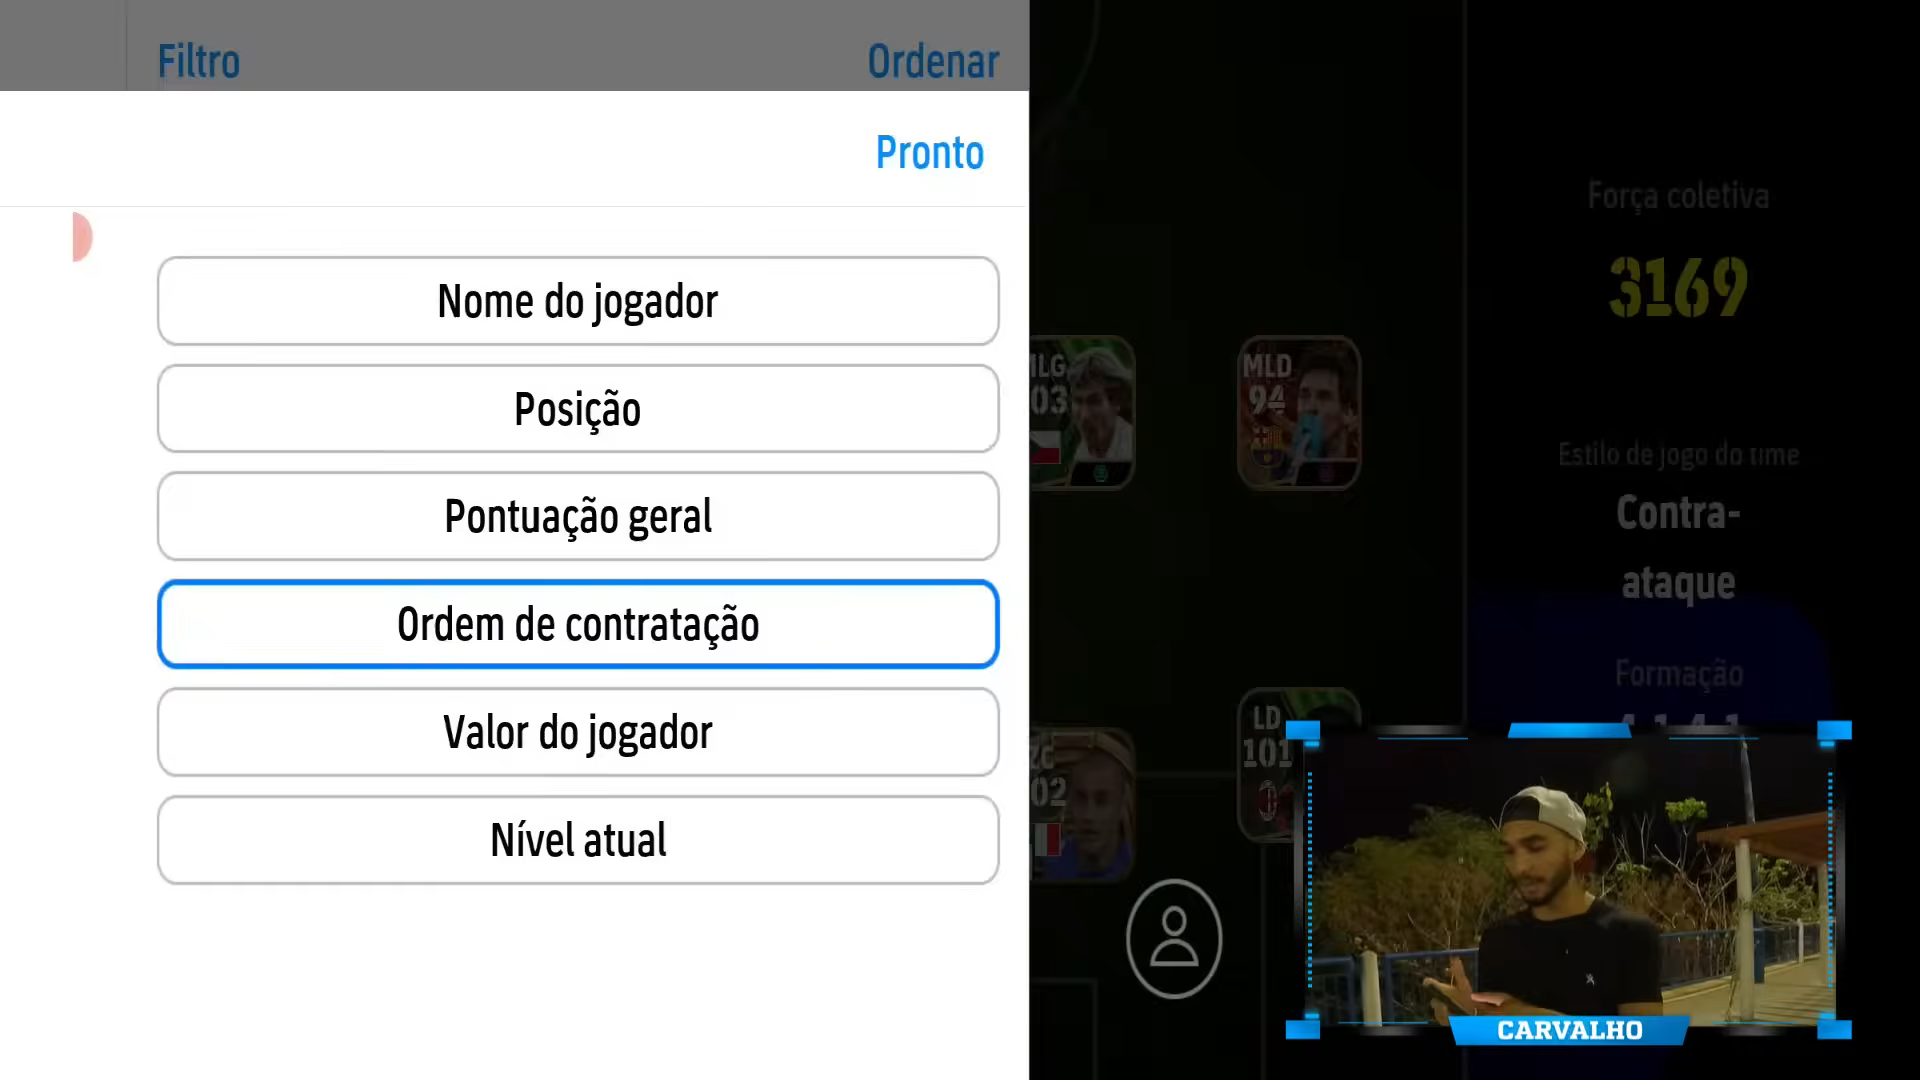 Filtro
Ordenar
Pronto
Nome do jogador
Posição
Pontuação geral
Ordem de contratação
Valor do jogador
Nível atual
MLD
94
LD
101
Força coletiva
3169
Estilo de jogo do time
Contra-
ataque
Formação
CARVALHO